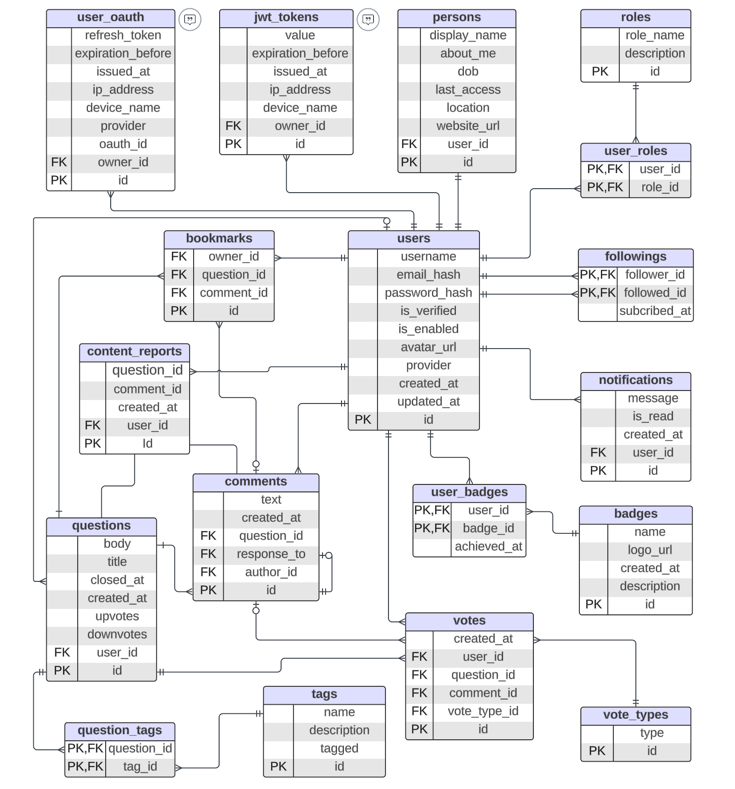 user_oauth
refresh_token
expiration_before
issued_at
ip_address
device_name
provider
oauth_id
FK owner_id
PK id
jwt_tokens
value
expiration_before
issued_at
ip_address
device_name
FK owner_id
PK id
persons
display_name
about_me
dob
last_access
location
website_url
FK user_id
PK id
roles
role_name
description
PK id
user_roles
PK,FK user_id
PK,FK role_id
bookmarks
FK owner_id
FK question_id
FK comment_id
PK id
users
username
email_hash
password_hash
is_verified
is_enabled
avatar_url
provider
created_at
updated_at
PK id
followings
PK,FK follower_id
PK,FK followed_id
subcribed_at
content_reports
question_id
comment_id
created_at
FK user_id
PK Id
notifications
message
is_read
created_at
FK user_id
PK id
comments
text
created_at
FK question_id
FK response_to
FK author_id
PK id
user_badges
PK,FK user_id
PK,FK badge_id
achieved_at
badges
name
logo_url
created_at
description
PK id
questions
body
title
closed_at
created_at
upvotes
downvotes
FK user_id
PK id
votes
created_at
FK user_id
FK question_id
FK comment_id
FK vote_type_id
PK id
tags
name
description
tagged
PK id
vote_types
type
PK id
question_tags
PK,FK question_id
PK,FK tag_id